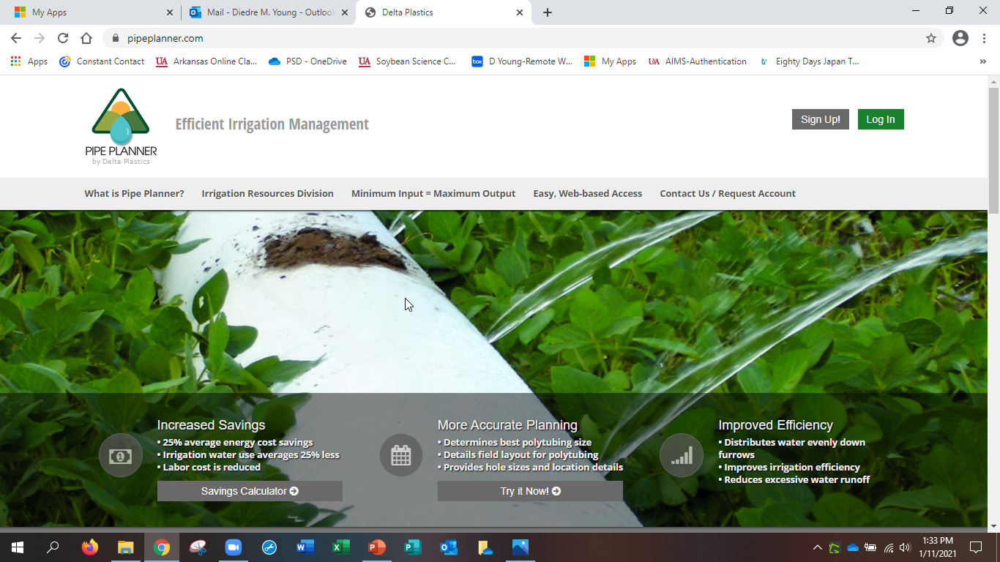 My Apps
Mail - Diedre M. Young - Outlook
Delta Plastics
pipeplanner.com
Apps
Constant Contact
UA Arkansas Online Cla...
PSD - OneDrive
UA Soybean Science C...
box D Young-Remote W...
My Apps
UA AIMS-Authentication
tr Eighty Days Japan T...
PIPE PLANNER
by Delta Plastics
Efficient Irrigation Management
Sign Up!
Log In
What is Pipe Planner?
Irrigation Resources Division
Minimum Input = Maximum Output
Easy, Web-based Access
Contact Us / Request Account
Increased Savings
• 25% average energy cost savings
• Irrigation water use averages 25% less
• Labor cost is reduced
Savings Calculator
More Accurate Planning
• Determines best polytubing size
• Details field layout for polytubing
• Provides hole sizes and location details
Try it Now!
Improved Efficiency
• Distributes water evenly down
furrows
• Improves irrigation efficiency
• Reduces excessive water runoff
1:33 PM
1/11/2021